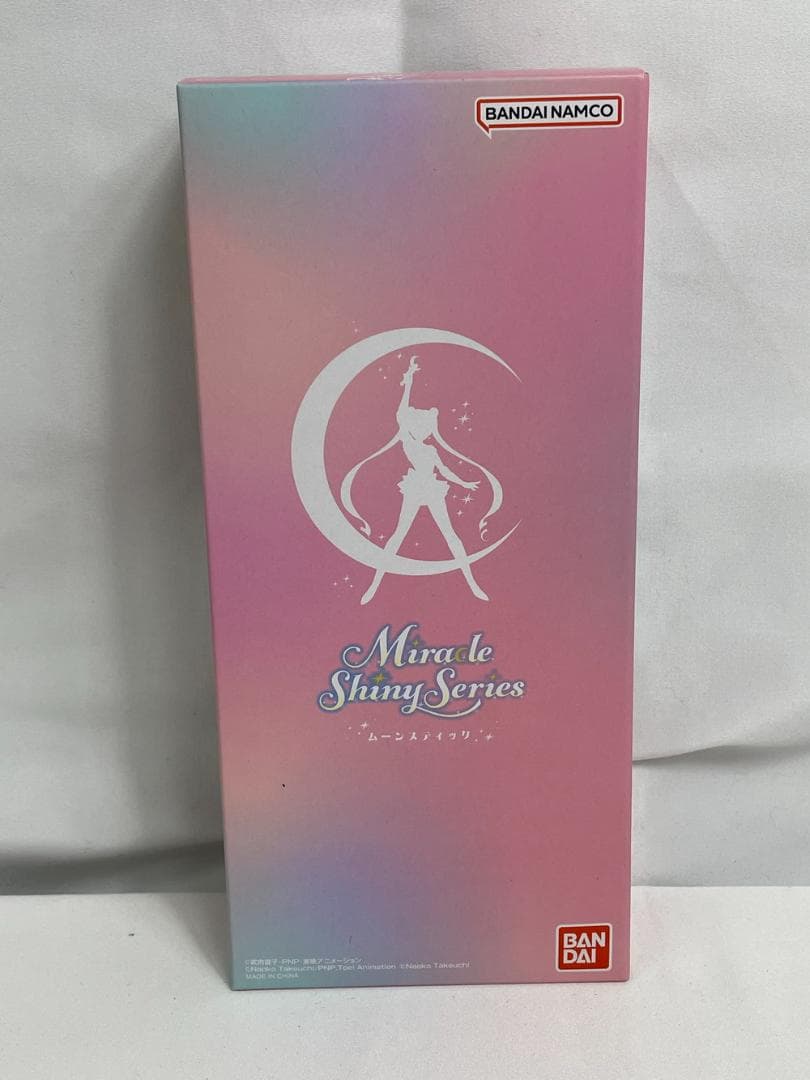 BANDAI NAMCO
Miracle
Shiny Series
ムーンスティック
©武内直子・PNP・東映アニメーション
©Naoko Takeuchi/PNP,Toei Animation ©Naoko Takeuchi
MADE IN CHINA
BAN
DAI